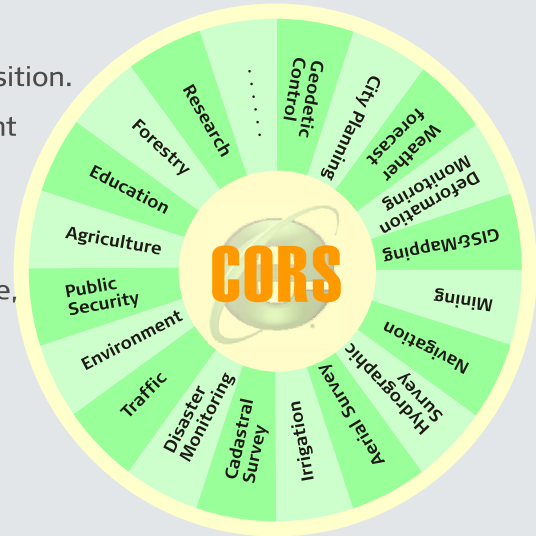 sition.
nt
e,
CORS
Geodetic
Control
City Planning
Weather
forecast
Deformation
Monitoring
GIS&Mapping
Mining
Navigation
Hydrographic
Survey
Aerial Survey
Irrigation
Cadastral
Survey
Disaster
Monitoring
Traffic
Environment
Public
Security
Agriculture
Education
Forestry
Research
······